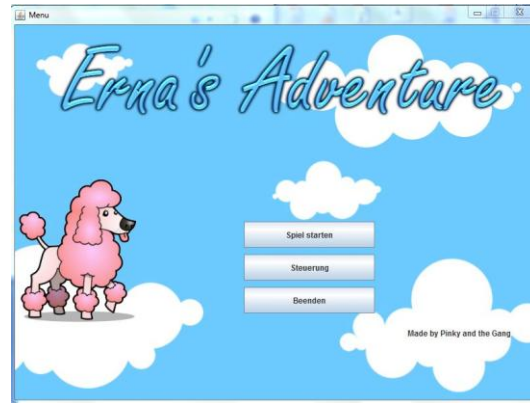 Menu
Erna's Adventure
Spiel starten
Steuerung
Beenden
Made by Pinky and the Gang